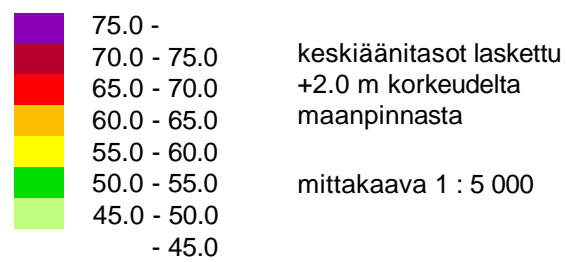 75.0 -
70.0 - 75.0
65.0 - 70.0
60.0 - 65.0
55.0 - 60.0
50.0 - 55.0
45.0 - 50.0
- 45.0
keskiäänitasot laskettu
+2.0 m korkeudelta
maanpinnasta
mittakaava 1 : 5 000